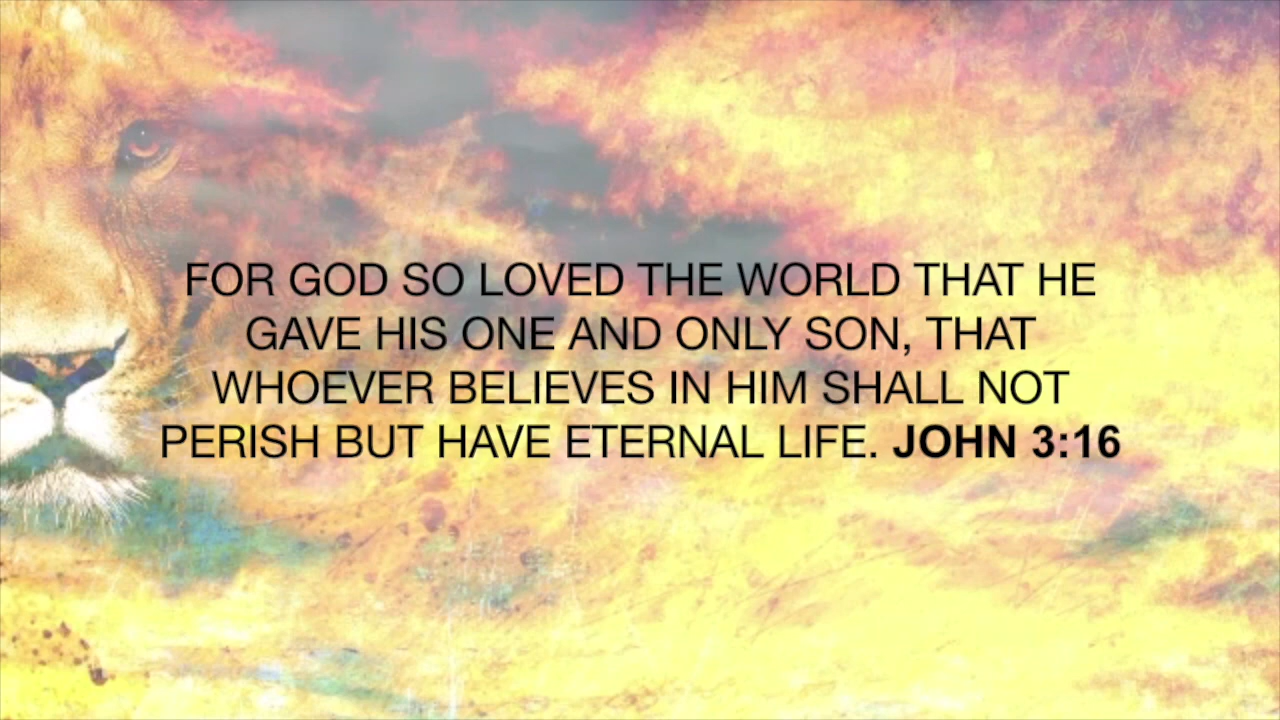 FOR GOD SO LOVED THE WORLD THAT HE
GAVE HIS ONE AND ONLY SON, THAT
WHOEVER BELIEVES IN HIM SHALL NOT
PERISH BUT HAVE ETERNAL LIFE. JOHN 3:16